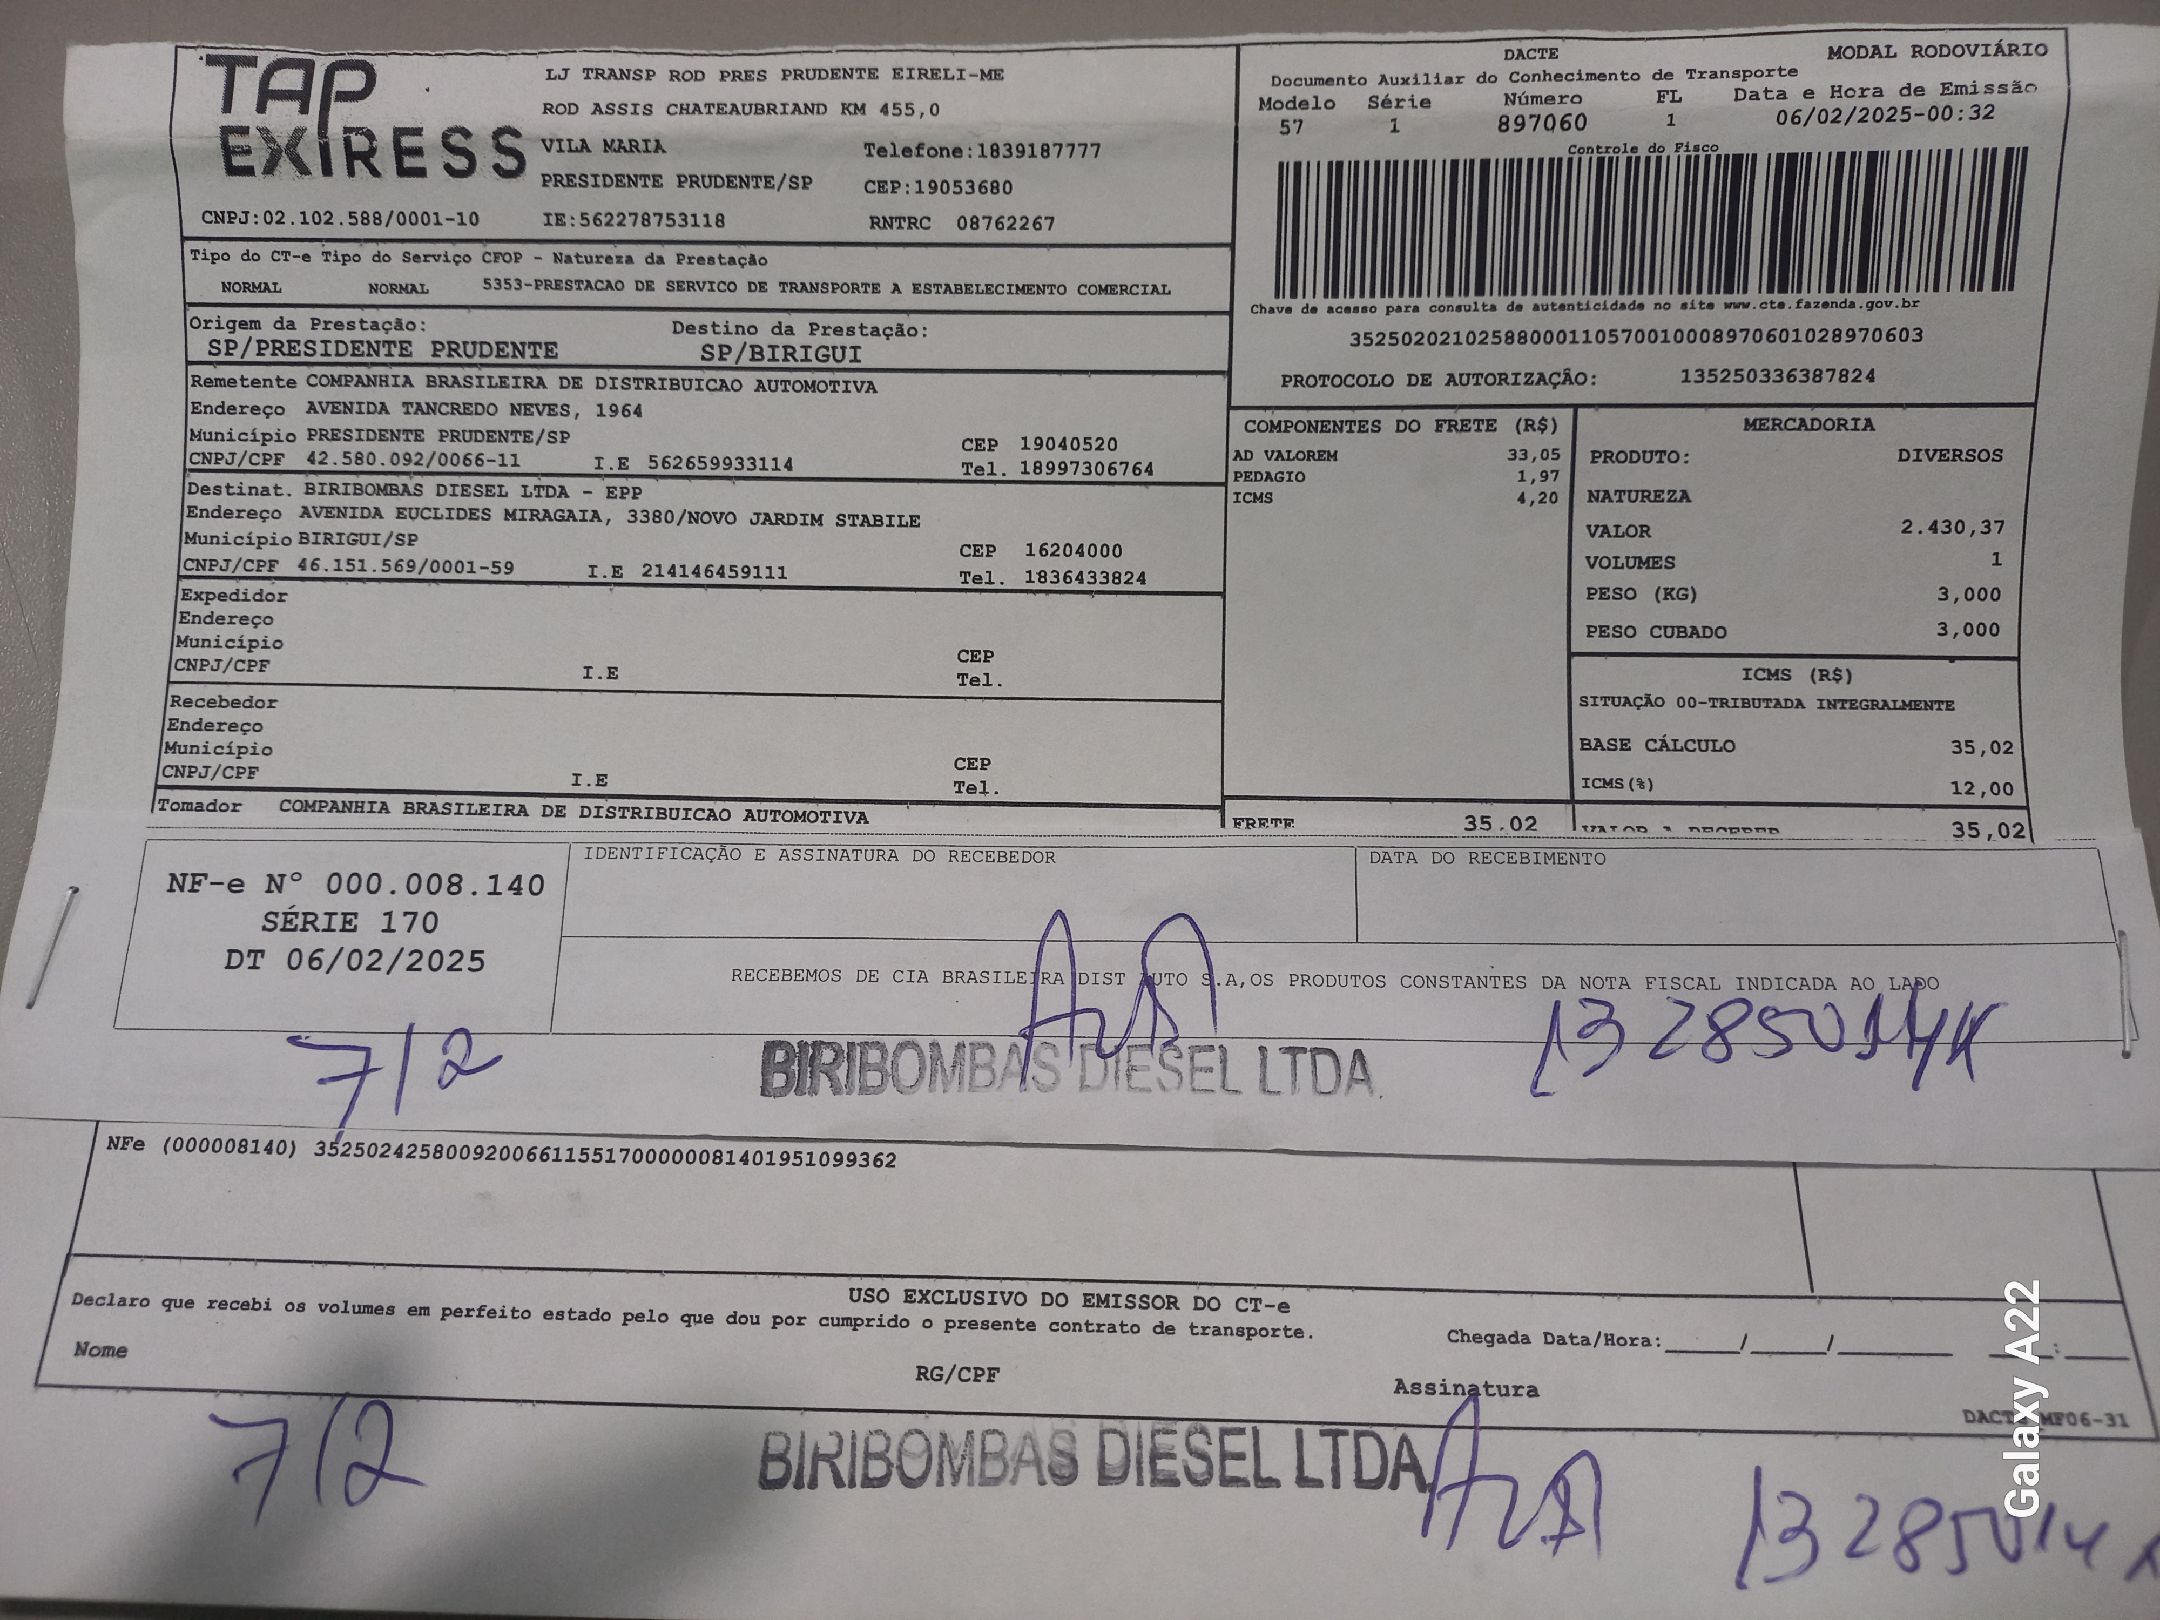 TAP EXPRESS
LJ TRANSP ROD PRES PRUDENTE EIRELI-ME
ROD ASSIS CHATEAUBRIAND KM 455,0
VILA MARIA Telefone:1839187777
PRESIDENTE PRUDENTE/SP CEP:19053680
CNPJ:02.102.588/0001-10 IE:562278753118 RNTRC 08762267
DACTE MODAL RODOVIÁRIO
Documento Auxiliar do Conhecimento de Transporte
Modelo Série Número FL Data e Hora de Emissão
57 1 897060 1 06/02/2025-00:32
Controle do Fisco
Chave de acesso para consulta de autenticidade no site www.cte.fazenda.gov.br
35250202102588000110570010008970601028970603
PROTOCOLO DE AUTORIZAÇÃO: 135250336387824
Tipo do CT-e Tipo do Serviço CFOP - Natureza da Prestação
NORMAL NORMAL 5353-PRESTACAO DE SERVICO DE TRANSPORTE A ESTABELECIMENTO COMERCIAL
Origem da Prestação: Destino da Prestação:
SP/PRESIDENTE PRUDENTE SP/BIRIGUI
Remetente COMPANHIA BRASILEIRA DE DISTRIBUICAO AUTOMOTIVA
Endereço AVENIDA TANCREDO NEVES, 1964
Município PRESIDENTE PRUDENTE/SP CEP 19040520
CNPJ/CPF 42.580.092/0066-11 I.E 562659933114 Tel. 18997306764
Destinat. BIRIBOMBAS DIESEL LTDA - EPP
Endereço AVENIDA EUCLIDES MIRAGAIA, 3380/NOVO JARDIM STABILE
Município BIRIGUI/SP CEP 16204000
CNPJ/CPF 46.151.569/0001-59 I.E 214146459111 Tel. 1836433824
Expedidor
Endereço
Município CEP
CNPJ/CPF I.E Tel.
Recebedor
Endereço
Município CEP
CNPJ/CPF I.E Tel.
Tomador COMPANHIA BRASILEIRA DE DISTRIBUICAO AUTOMOTIVA
COMPONENTES DO FRETE (R$)
AD VALOREM 33,05
PEDAGIO 1,97
ICMS 4,20
FRETE 35,02
MERCADORIA
PRODUTO: DIVERSOS
NATUREZA
VALOR 2.430,37
VOLUMES 1
PESO (KG) 3,000
PESO CUBADO 3,000
ICMS (R$)
SITUAÇÃO 00-TRIBUTADA INTEGRALMENTE
BASE CÁLCULO 35,02
ICMS(%) 12,00
VALOR A RECEBER 35,02
NF-e Nº 000.008.140
SÉRIE 170
DT 06/02/2025
IDENTIFICAÇÃO E ASSINATURA DO RECEBEDOR DATA DO RECEBIMENTO
RECEBEMOS DE CIA BRASILEIRA DIST AUTO S.A,OS PRODUTOS CONSTANTES DA NOTA FISCAL INDICADA AO LADO
7/2 BIRIBOMBAS DIESEL LTDA.
NFe (000008140) 35250242580092006611551700000081401951099362
USO EXCLUSIVO DO EMISSOR DO CT-e
Declaro que recebi os volumes em perfeito estado pelo que dou por cumprido o presente contrato de transporte.
Chegada Data/Hora:_____/_____/_______ ___:____
Nome RG/CPF Assinatura
MF06-31
7/2 BIRIBOMBAS DIESEL LTDA.
Galaxy A22